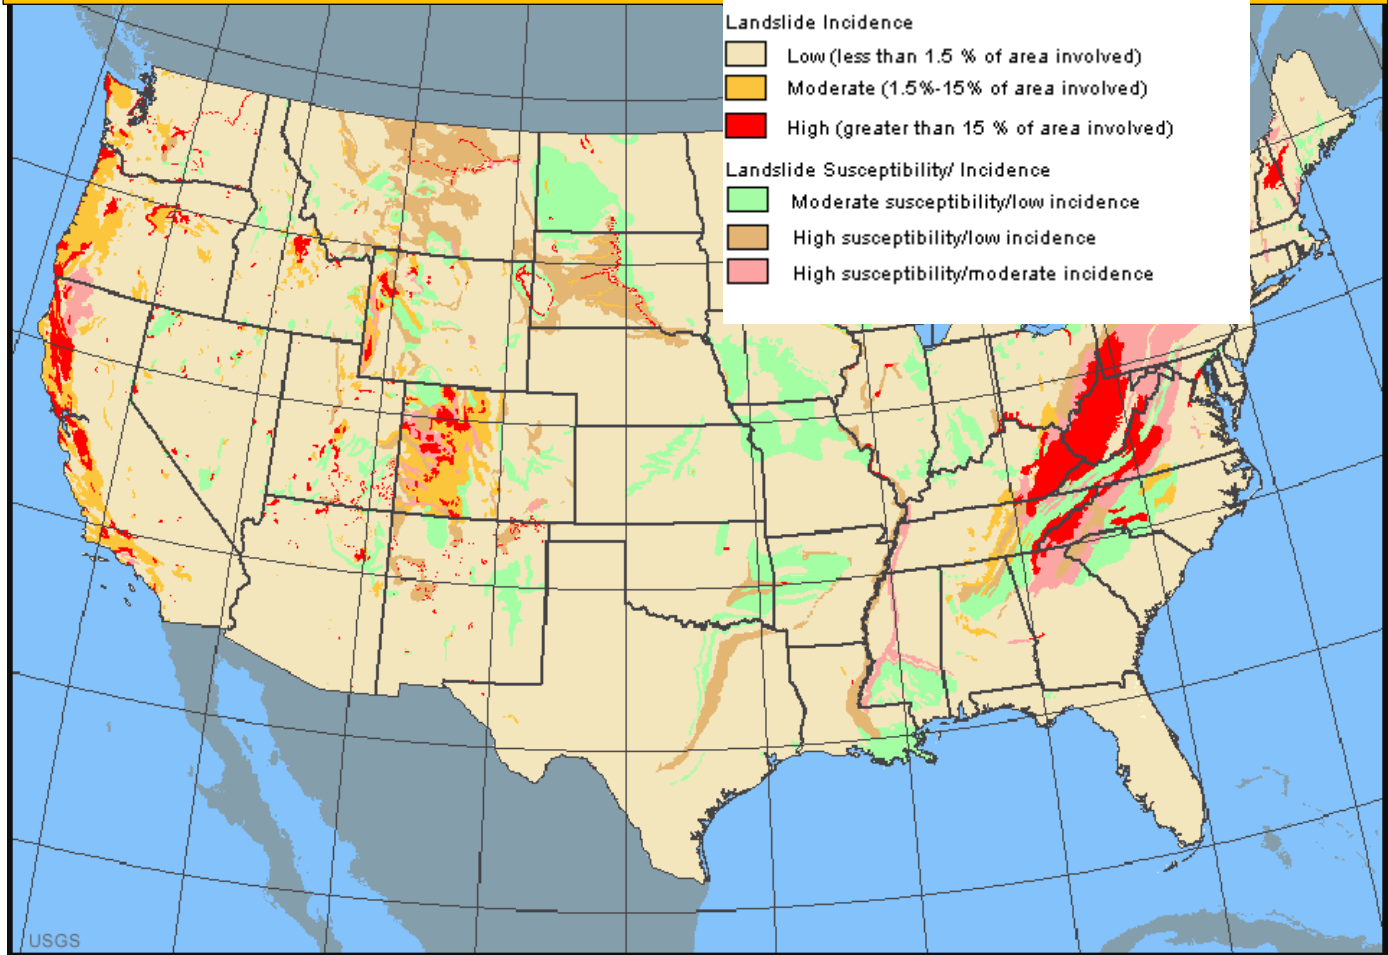 Landslide Incidence
Low (less than 1.5 % of area involved)
Moderate (1.5%-15% of area involved)
High (greater than 15 % of area involved)
Landslide Susceptibility/ Incidence
Moderate susceptibility/low incidence
High susceptibility/low incidence
High susceptibility/moderate incidence
USGS